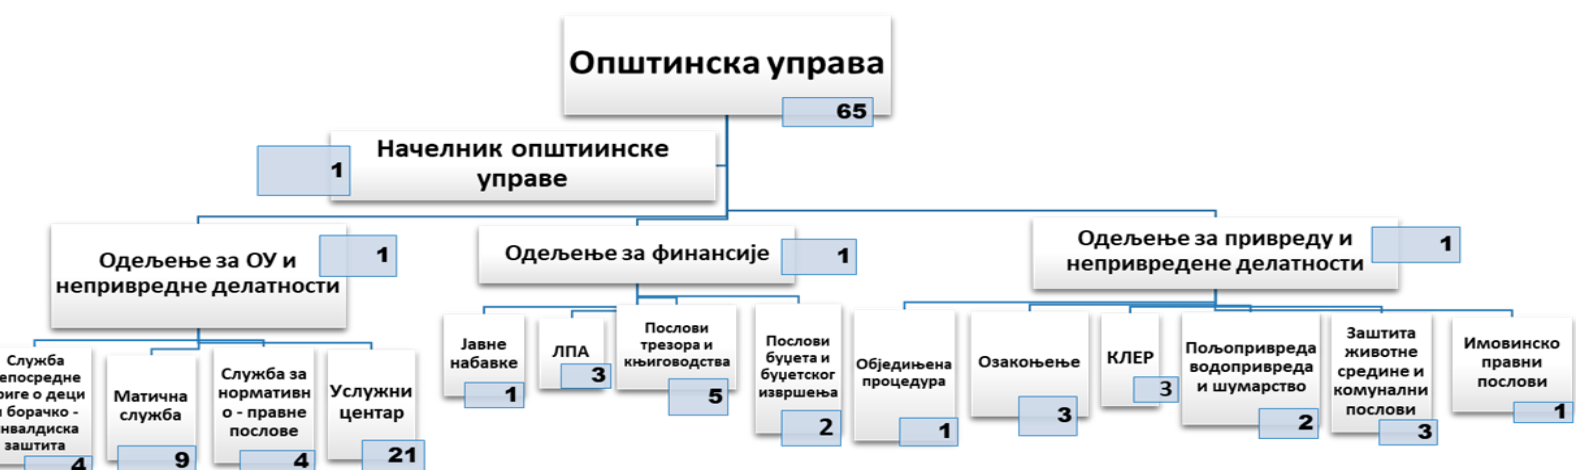 Општинска управа
65
Начелник општиинске
управе
1
Одељење за ОУ и
непривредне делатности
1
Одељење за финансије
1
Одељење за привреду и
непривредене делатности
1
Служба
о деци
борачко -
заштита
4
Матична
служба
9
Служба за
нормативн
о - правне
послове
4
Услужни
центар
21
Јавне
набавке
1
ЛПА
3
Послови
трезора и
књиговодства
5
Послови
буџета и
буџетског
извршења
2
Обједињена
процедура
1
Озакоњење
3
КЛЕР
3
Пољопривреда
водопривреда
и шумарство
2
Заштита
животне
средине и
комунални
послови
3
Имовинско
правни
послови
1